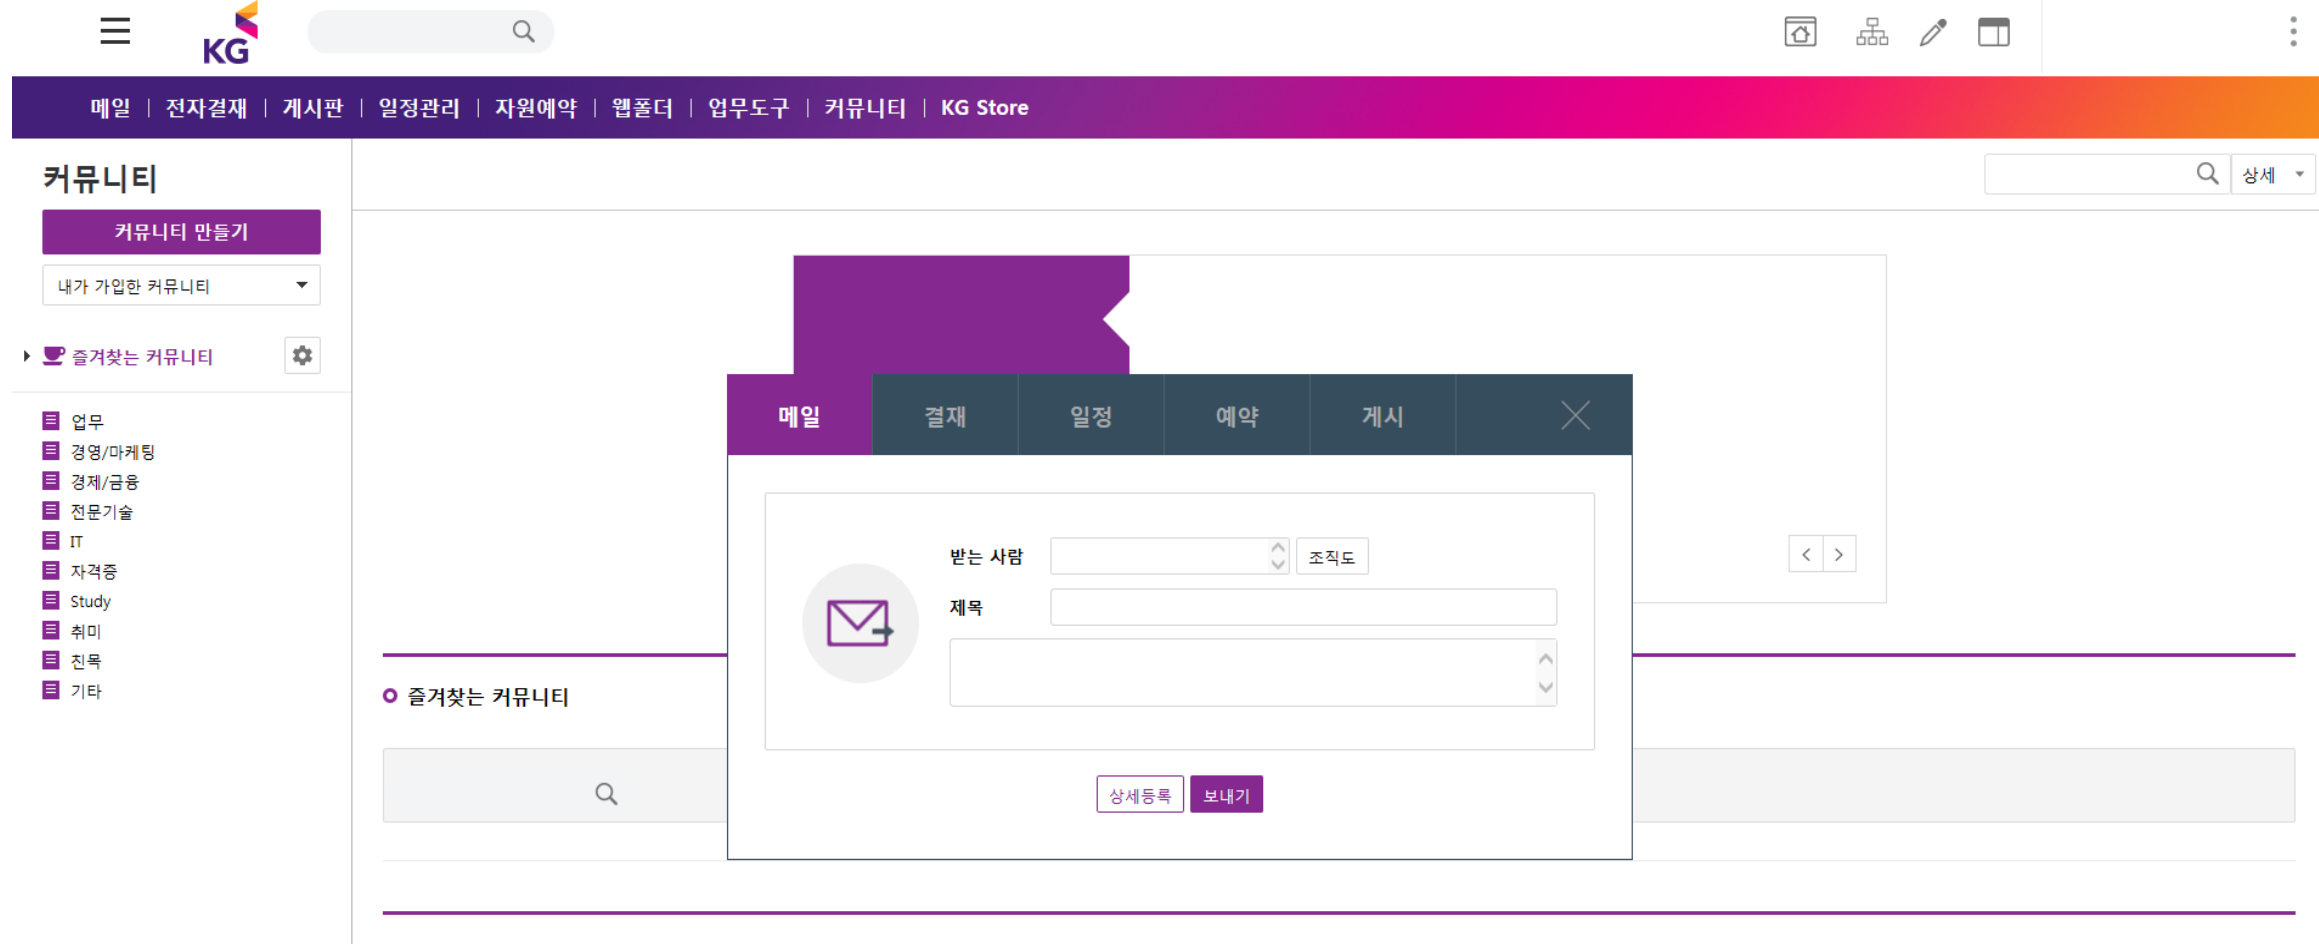 KG
메일 | 전자결재 | 게시판 | 일정관리 | 자원예약 | 웹폴더 | 업무도구 | 커뮤니티 | KG Store
커뮤니티
상세
커뮤니티 만들기
내가 가입한 커뮤니티
즐겨찾는 커뮤니티
업무
경영/마케팅
경제/금융
전문기술
IT
자격증
Study
취미
친목
기타
메일 결재 일정 예약 게시
받는 사람 조직도
제목
상세등록 보내기
즐겨찾는 커뮤니티